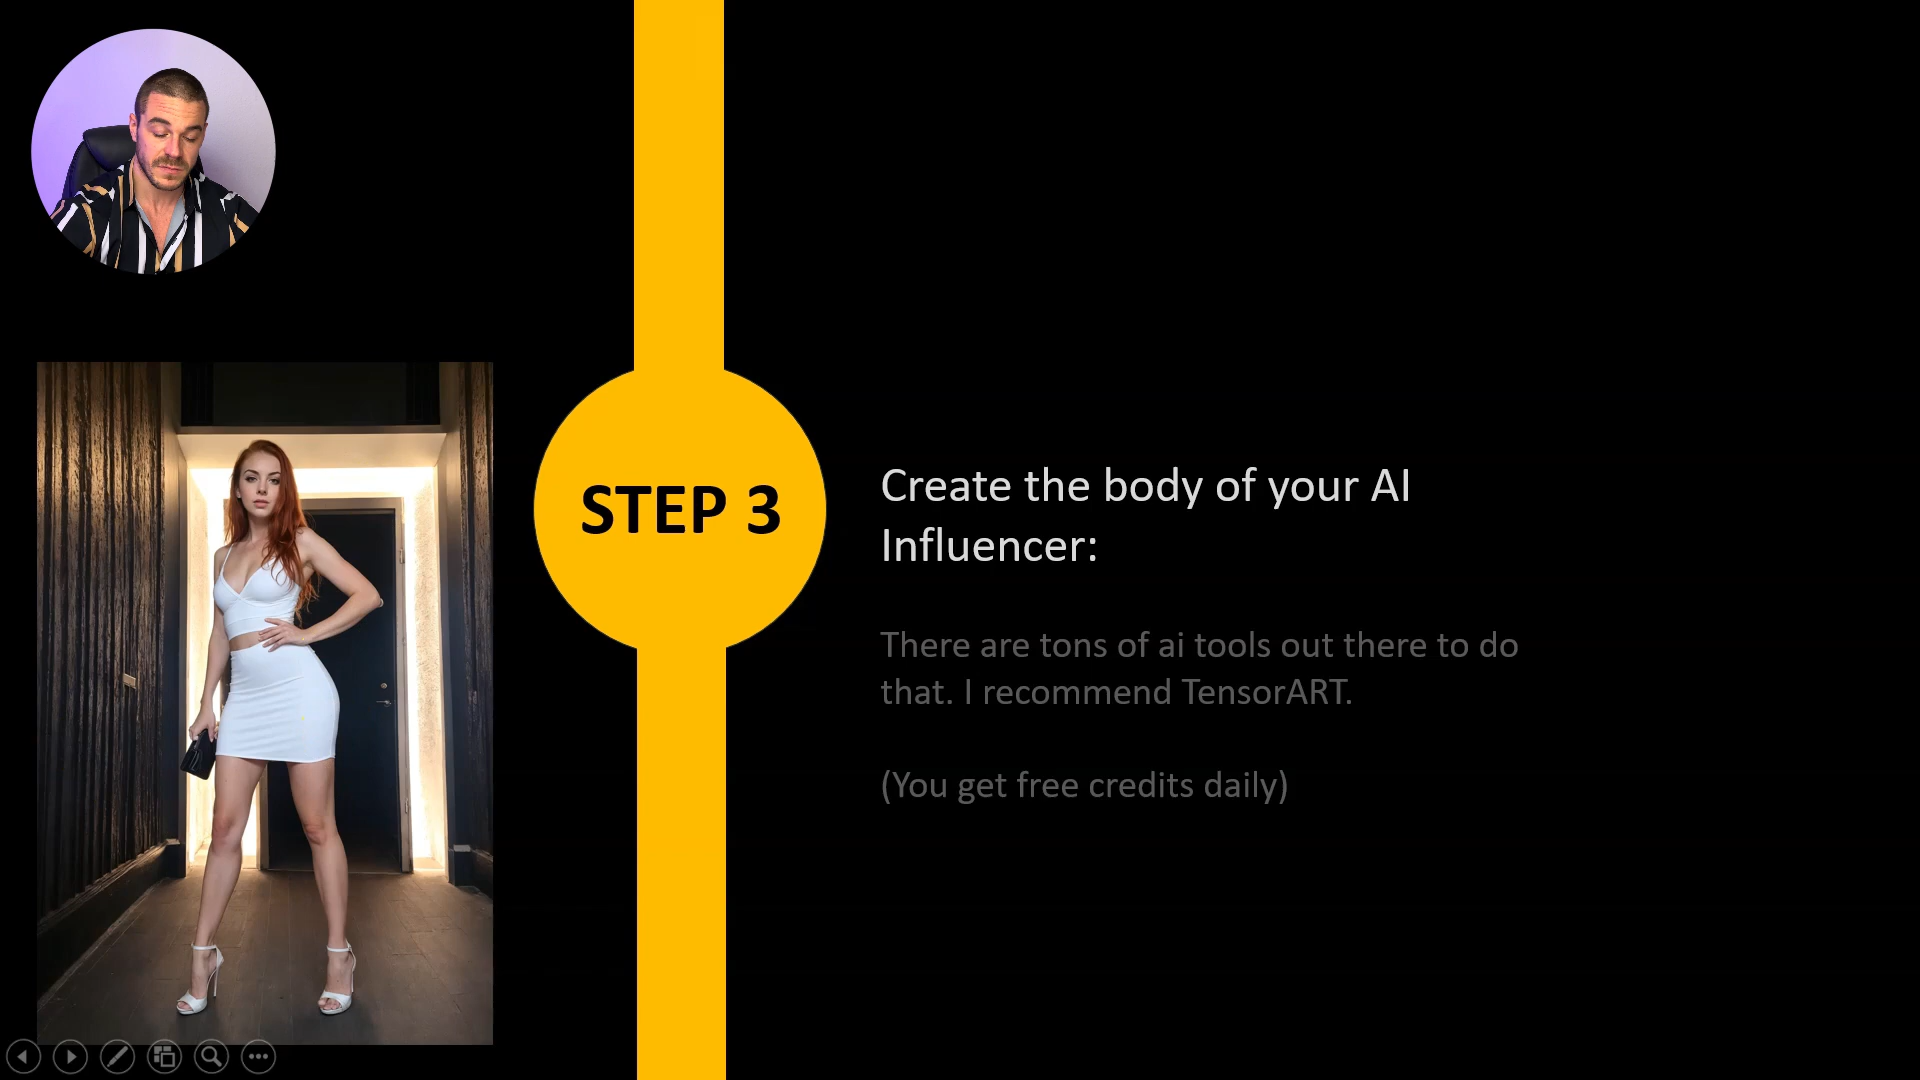 STEP 3
Create the body of your AI
Influencer:
There are tons of ai tools out there to do
that. I recommend TensorART.
(You get free credits daily)